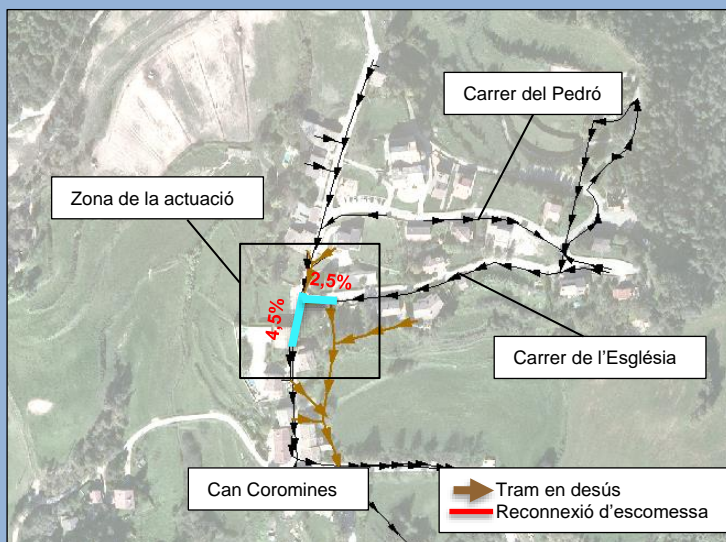 Carrer del Pedró
Zona de la actuació
2,5%
4,5%
Carrer de l’Església
Can Coromines
Tram en desús
Reconnexió d’escomessa